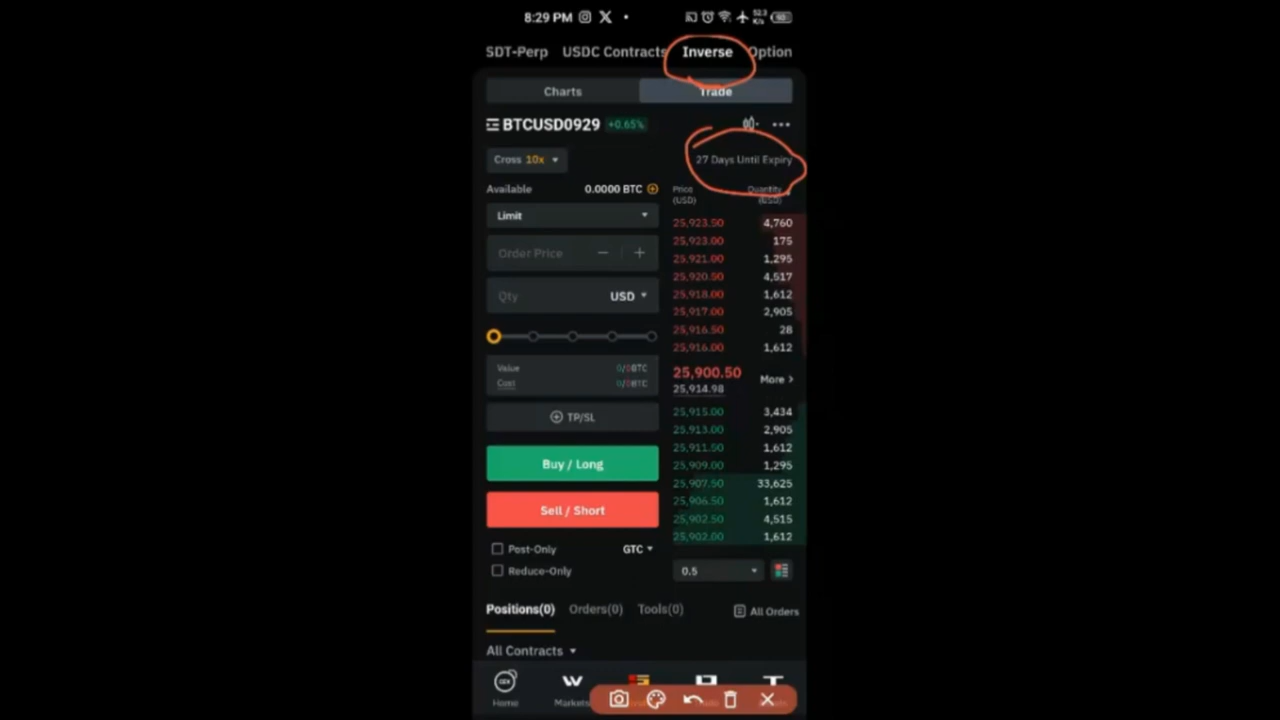 8:29 PM
52.3 K/s
SDT-Perp USDC Contracts Inverse Option
Charts Trade
BTCUSD0929 +0.65%
Cross 10x
27 Days Until Expiry
Available 0.0000 BTC
Price (USD) Quantity (USD)
Limit
25,923.50 4,760
25,923.00 175
Order Price
25,921.00 1,295
25,920.50 4,517
Qty USD
25,918.00 1,612
25,917.00 2,905
25,916.50 28
25,916.00 1,612
Value 0/0BTC
Cost 0/0BTC
25,900.50
25,914.98
More
TP/SL
25,915.00 3,434
25,913.00 2,905
25,911.50 1,612
25,909.00 1,295
Buy / Long
25,907.50 33,625
25,906.50 1,612
Sell / Short
25,902.50 4,515
25,902.00 1,612
Post-Only GTC
Reduce-Only
0.5
Positions(0) Orders(0) Tools(0) All Orders
All Contracts
Home
Markets